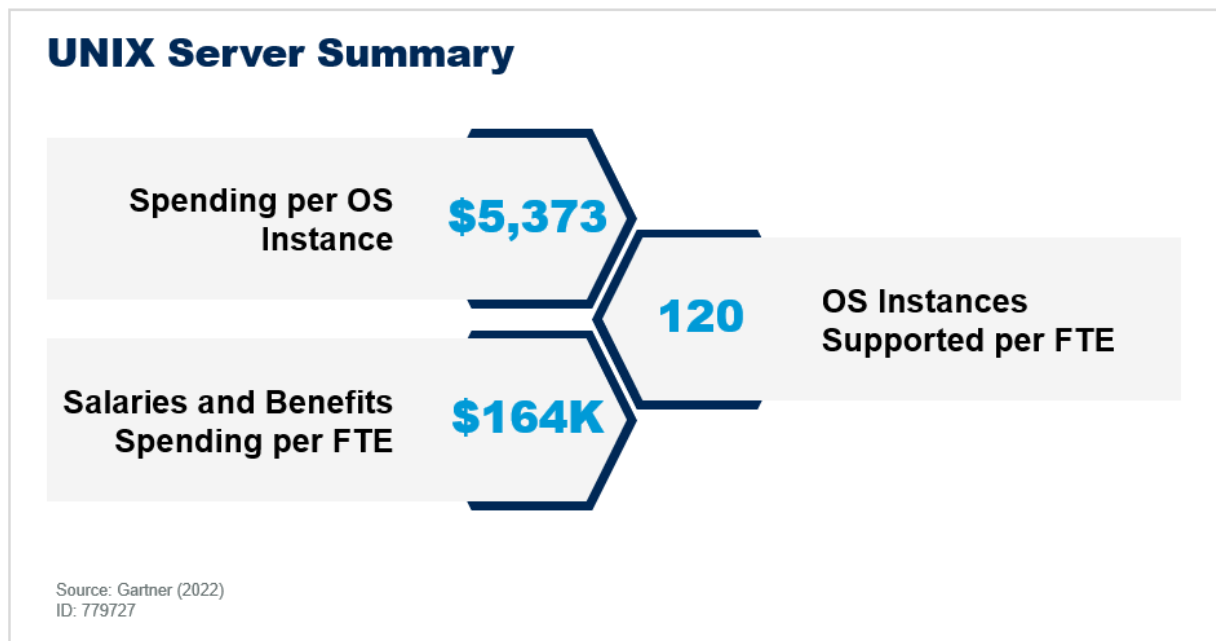 UNIX Server Summary
Spending per OS
Instance
$5,373
120
OS Instances
Supported per FTE
Salaries and Benefits
Spending per FTE
$164K
Source: Gartner (2022)
ID: 779727